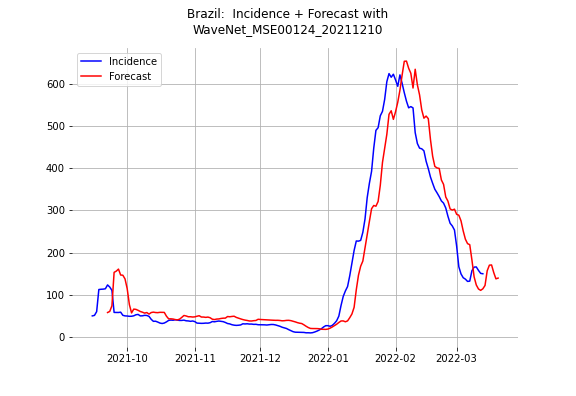 Brazil:  Incidence + Forecast with
WaveNet_MSE00124_20211210
Incidence
Forecast
600
500
400
300
200
100
0
2021-10 2021-11 2021-12 2022-01 2022-02 2022-03